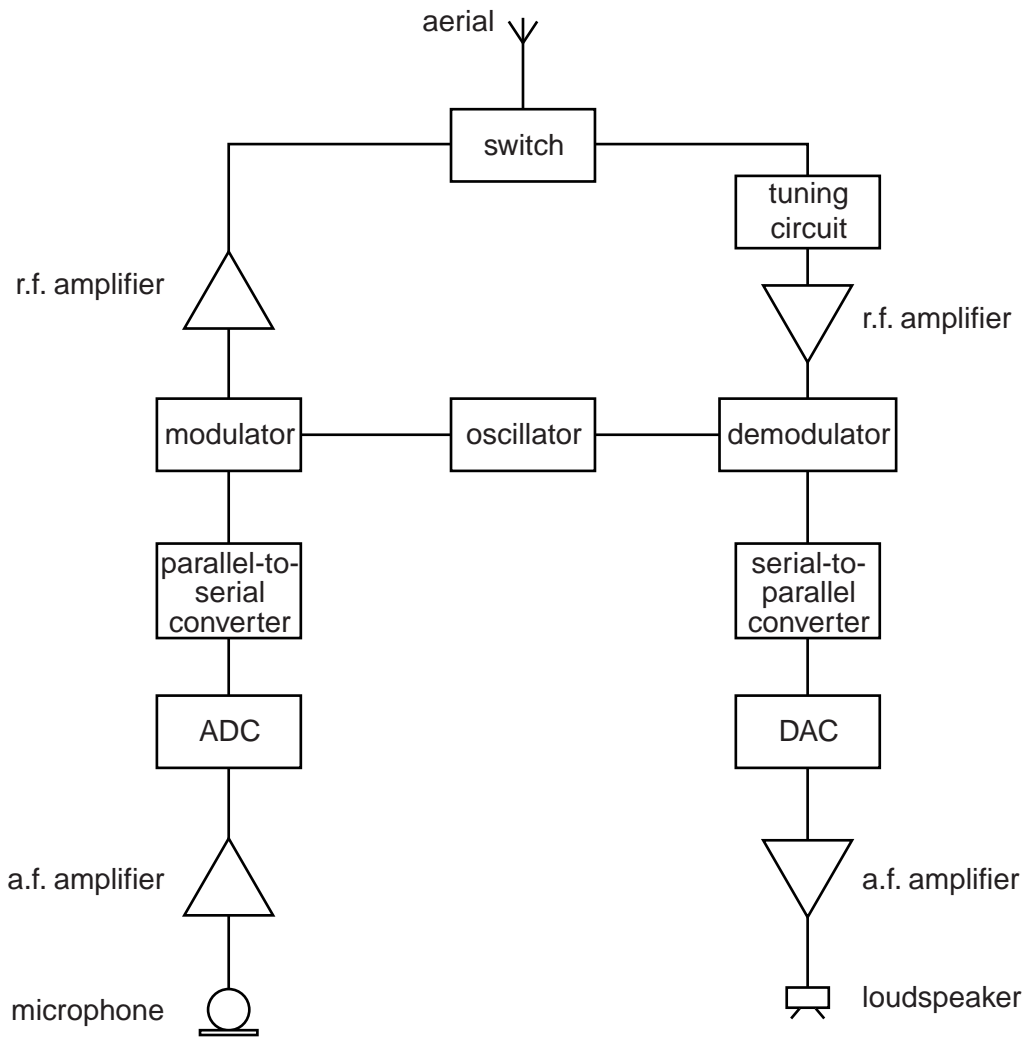 aerial
switch
tuning
circuit
r.f. amplifier
r.f. amplifier
modulator
oscillator
demodulator
parallel-to-
serial
converter
serial-to-
parallel
converter
ADC
DAC
a.f. amplifier
a.f. amplifier
microphone
loudspeaker